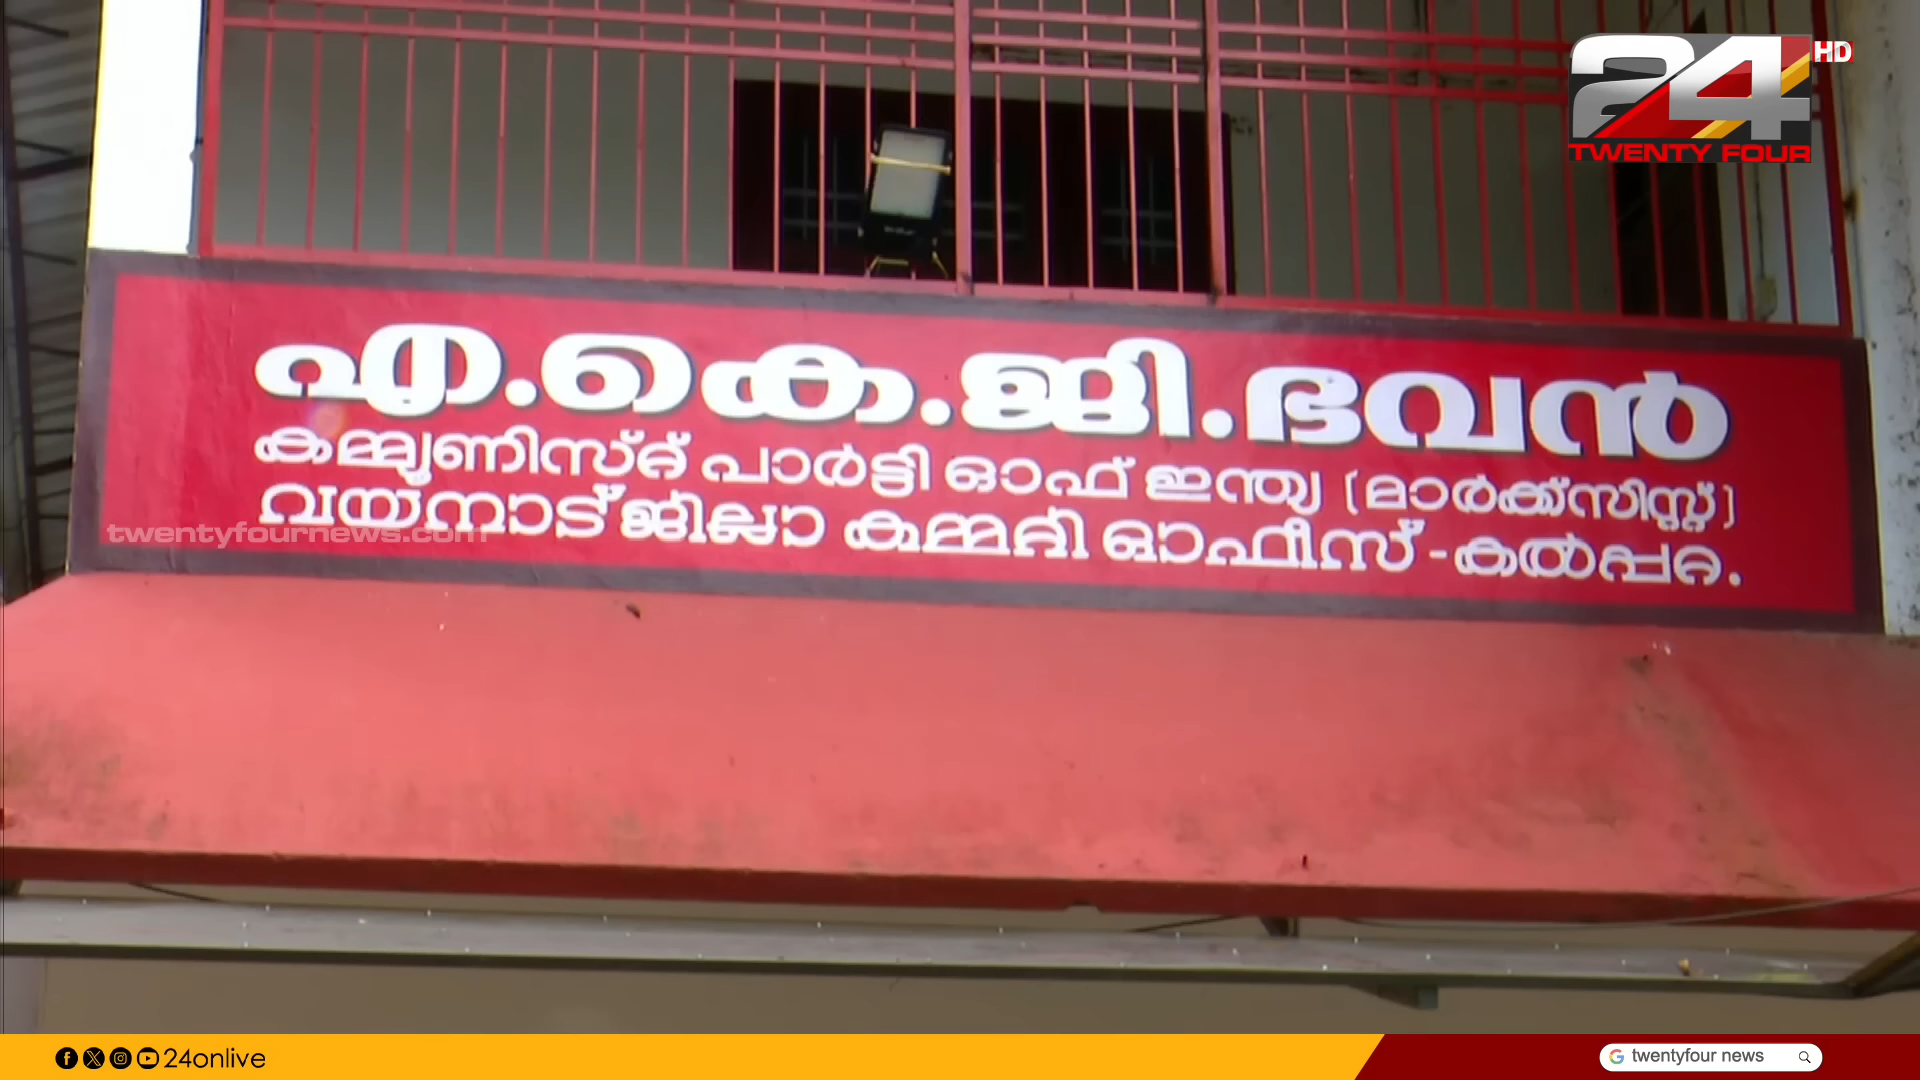 24 HD
TWENTY FOUR
എ.കെ.ജി.ഭവൻ
കമ്മ്യൂണിസ്റ്റ് പാർട്ടി ഓഫ് ഇന്ത്യ (മാർക്ക്സിസ്റ്റ്)
വയനാട് ജില്ലാ കമ്മറ്റി ഓഫീസ് - കൽപ്പറ്റ.
twentyfournews.com
24onlive
twentyfour news